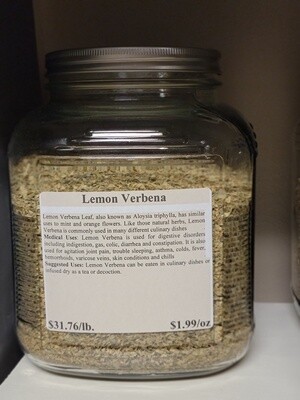 Lemon Verbena
Lemon Verbena Leaf, also known as Aloysia triphylla, has similar
uses to mint and orange flowers. Like those natural herbs, Lemon
Verbena is commonly used in many different culinary dishes
Medical Uses: Lemon Verbena is used for digestive disorders
including indigestion, gas, colic, diarrhea and constipation. It is also
used for agitation joint pain, trouble sleeping, asthma, colds, fever,
hemorrhoids, varicose veins, skin conditions and chills
Suggested Uses: Lemon Verbena can be eaten in culinary dishes or
infused dry as a tea or decoction.
$31.76/lb. $1.99/oz